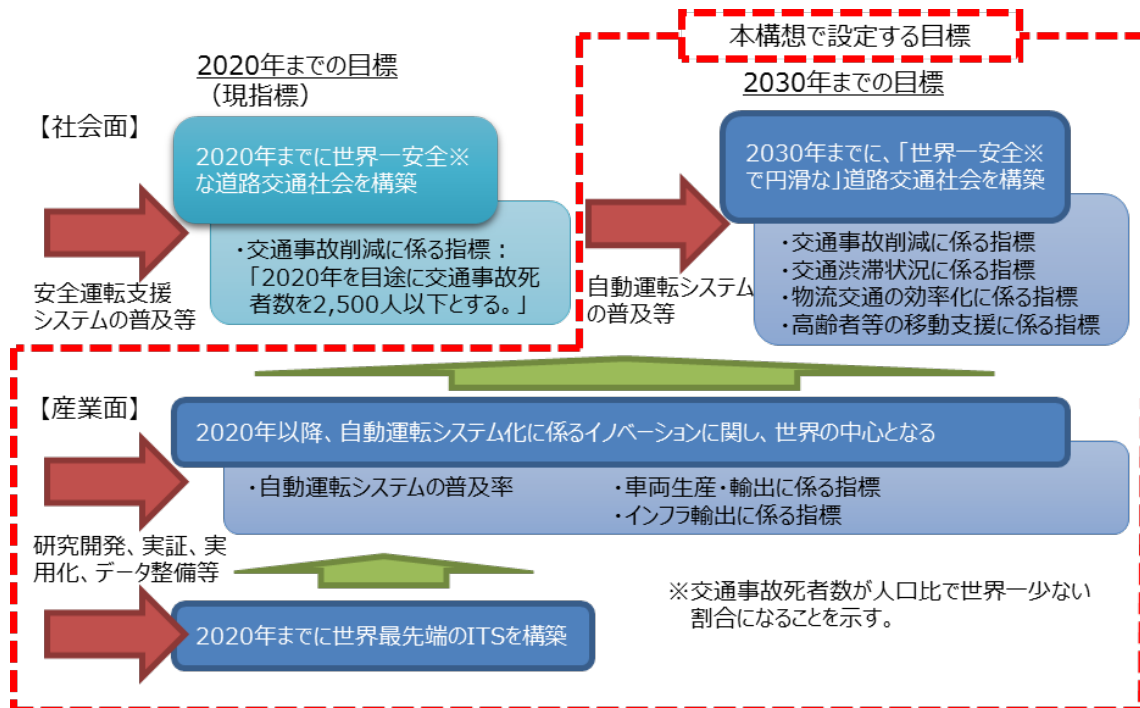 本構想で設定する目標
2020年までの目標
（現指標）
2030年までの目標
【社会面】
2020年までに世界一安全※
な道路交通社会を構築
・交通事故削減に係る指標：
「2020年を目途に交通事故死
者数を2,500人以下とする。」
安全運転支援
システムの普及等
2030年までに、「世界一安全※
で円滑な」道路交通社会を構築
・交通事故削減に係る指標
・交通渋滞状況に係る指標
・物流交通の効率化に係る指標
・高齢者等の移動支援に係る指標
自動運転システム
の普及等
【産業面】
2020年以降、自動運転システム化に係るイノベーションに関し、世界の中心となる
・自動運転システムの普及率
・車両生産・輸出に係る指標
・インフラ輸出に係る指標
研究開発、実証、実
用化、データ整備等
2020年までに世界最先端のITSを構築
※交通事故死者数が人口比で世界一少ない
割合になることを示す。